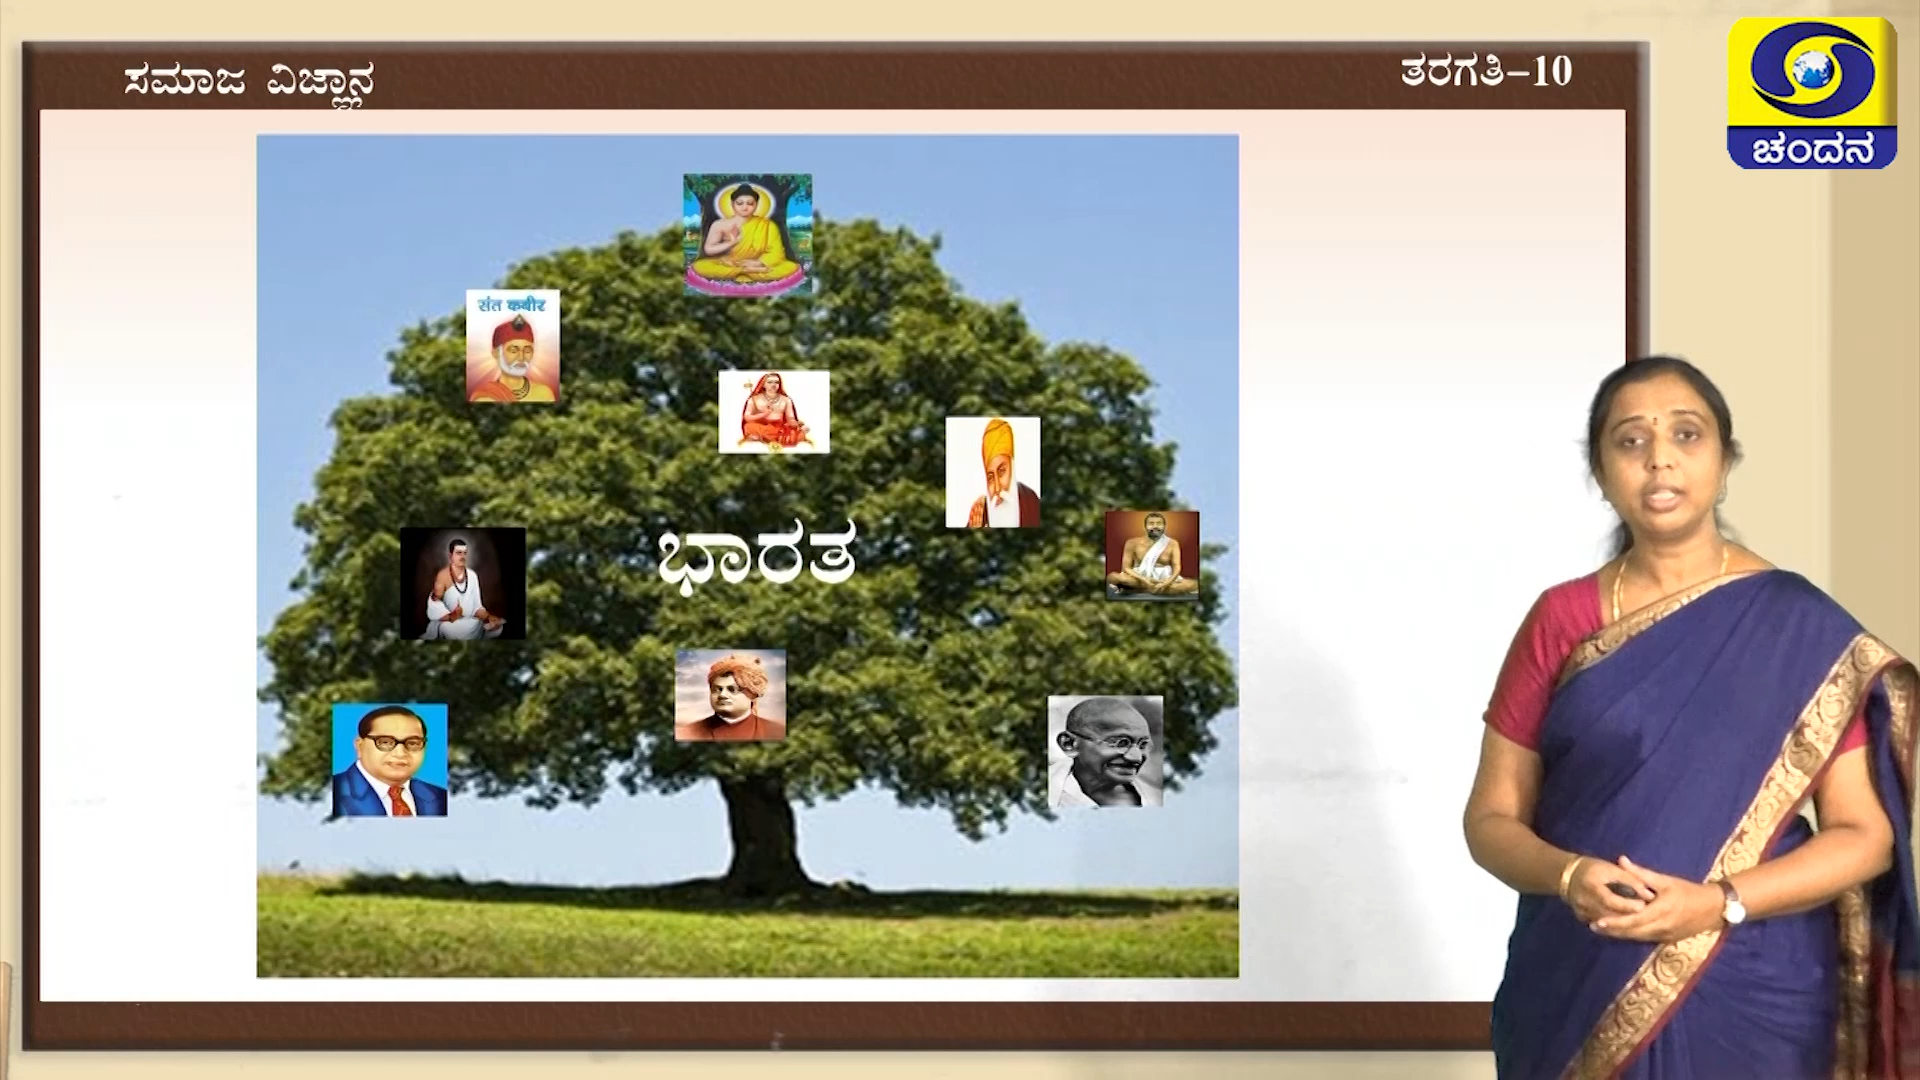 ಸಮಾಜ ವಿಜ್ಞಾನ
ತರಗತಿ-10
ಚಂದನ
संत कबीर
ಭಾರತ